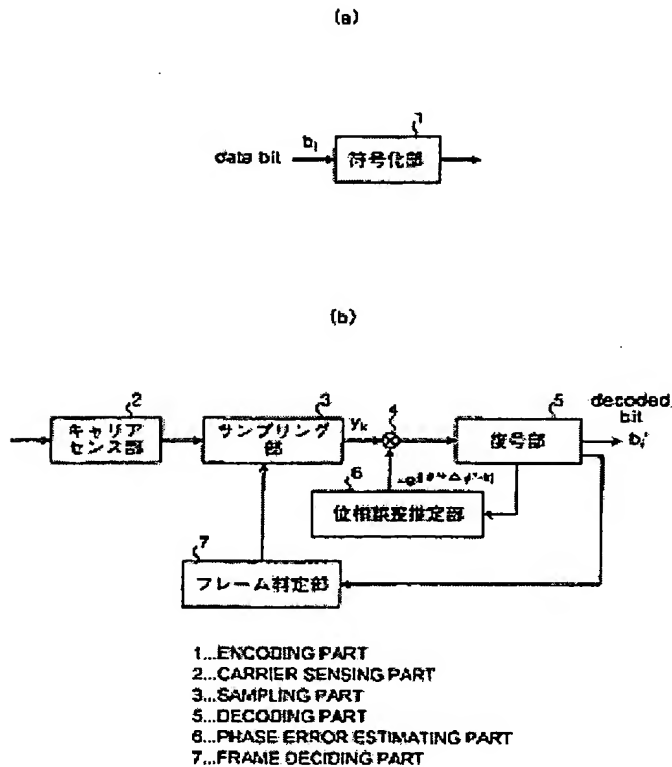 (a)
1
data bit
bi
符号化部
(b)
2
キャリア
センス部
3
サンプリング
部
yk
4
5
復号部
decoded
bit
bi'
6
位相誤差推定部
7
フレーム判定部
1...ENCODING PART
2...CARRIER SENSING PART
3...SAMPLING PART
5...DECODING PART
6...PHASE ERROR ESTIMATING PART
7...FRAME DECIDING PART